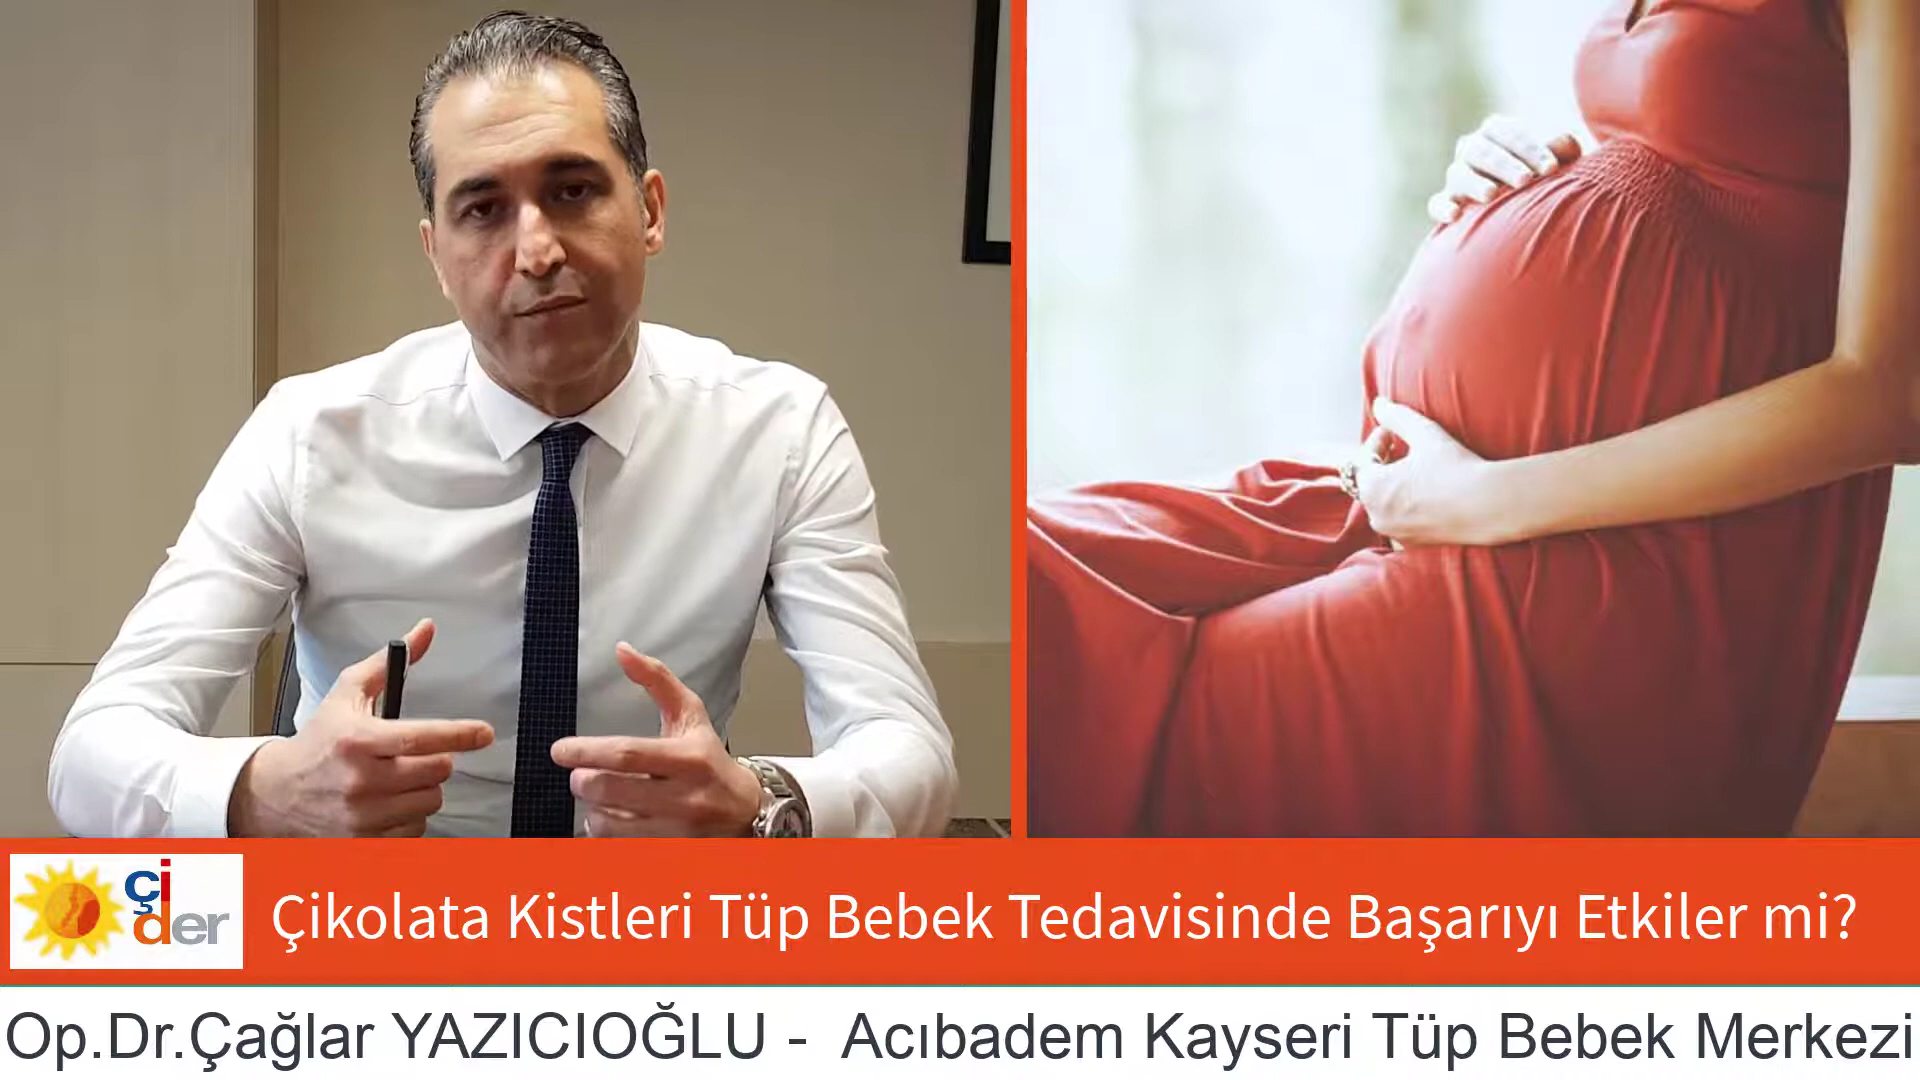 çi
der
Çikolata Kistleri Tüp Bebek Tedavisinde Başarıyı Etkiler mi?
Op.Dr.Çağlar YAZICIOĞLU - Acıbadem Kayseri Tüp Bebek Merkezi